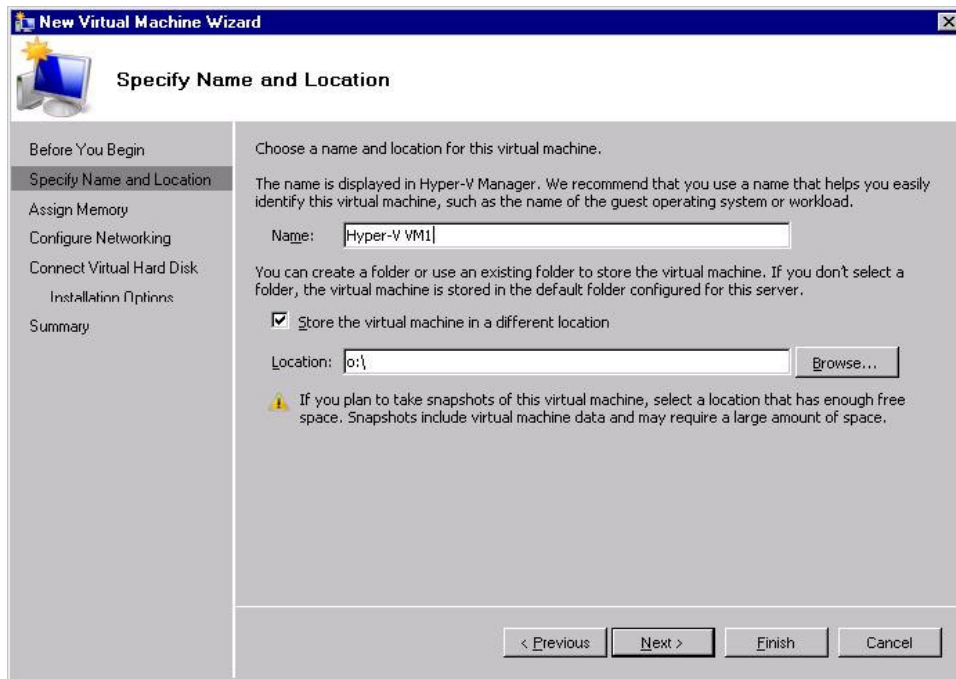 New Virtual Machine Wizard
Specify Name and Location
Before You Begin
Specify Name and Location
Assign Memory
Configure Networking
Connect Virtual Hard Disk
Installation Options
Summary
Choose a name and location for this virtual machine.
The name is displayed in Hyper-V Manager. We recommend that you use a name that helps you easily
identify this virtual machine, such as the name of the guest operating system or workload.
Name: Hyper-V VM1
You can create a folder or use an existing folder to store the virtual machine. If you don't select a
folder, the virtual machine is stored in the default folder configured for this server.
Store the virtual machine in a different location
Location: o:\ Browse...
If you plan to take snapshots of this virtual machine, select a location that has enough free
space. Snapshots include virtual machine data and may require a large amount of space.
< Previous Next > Finish Cancel